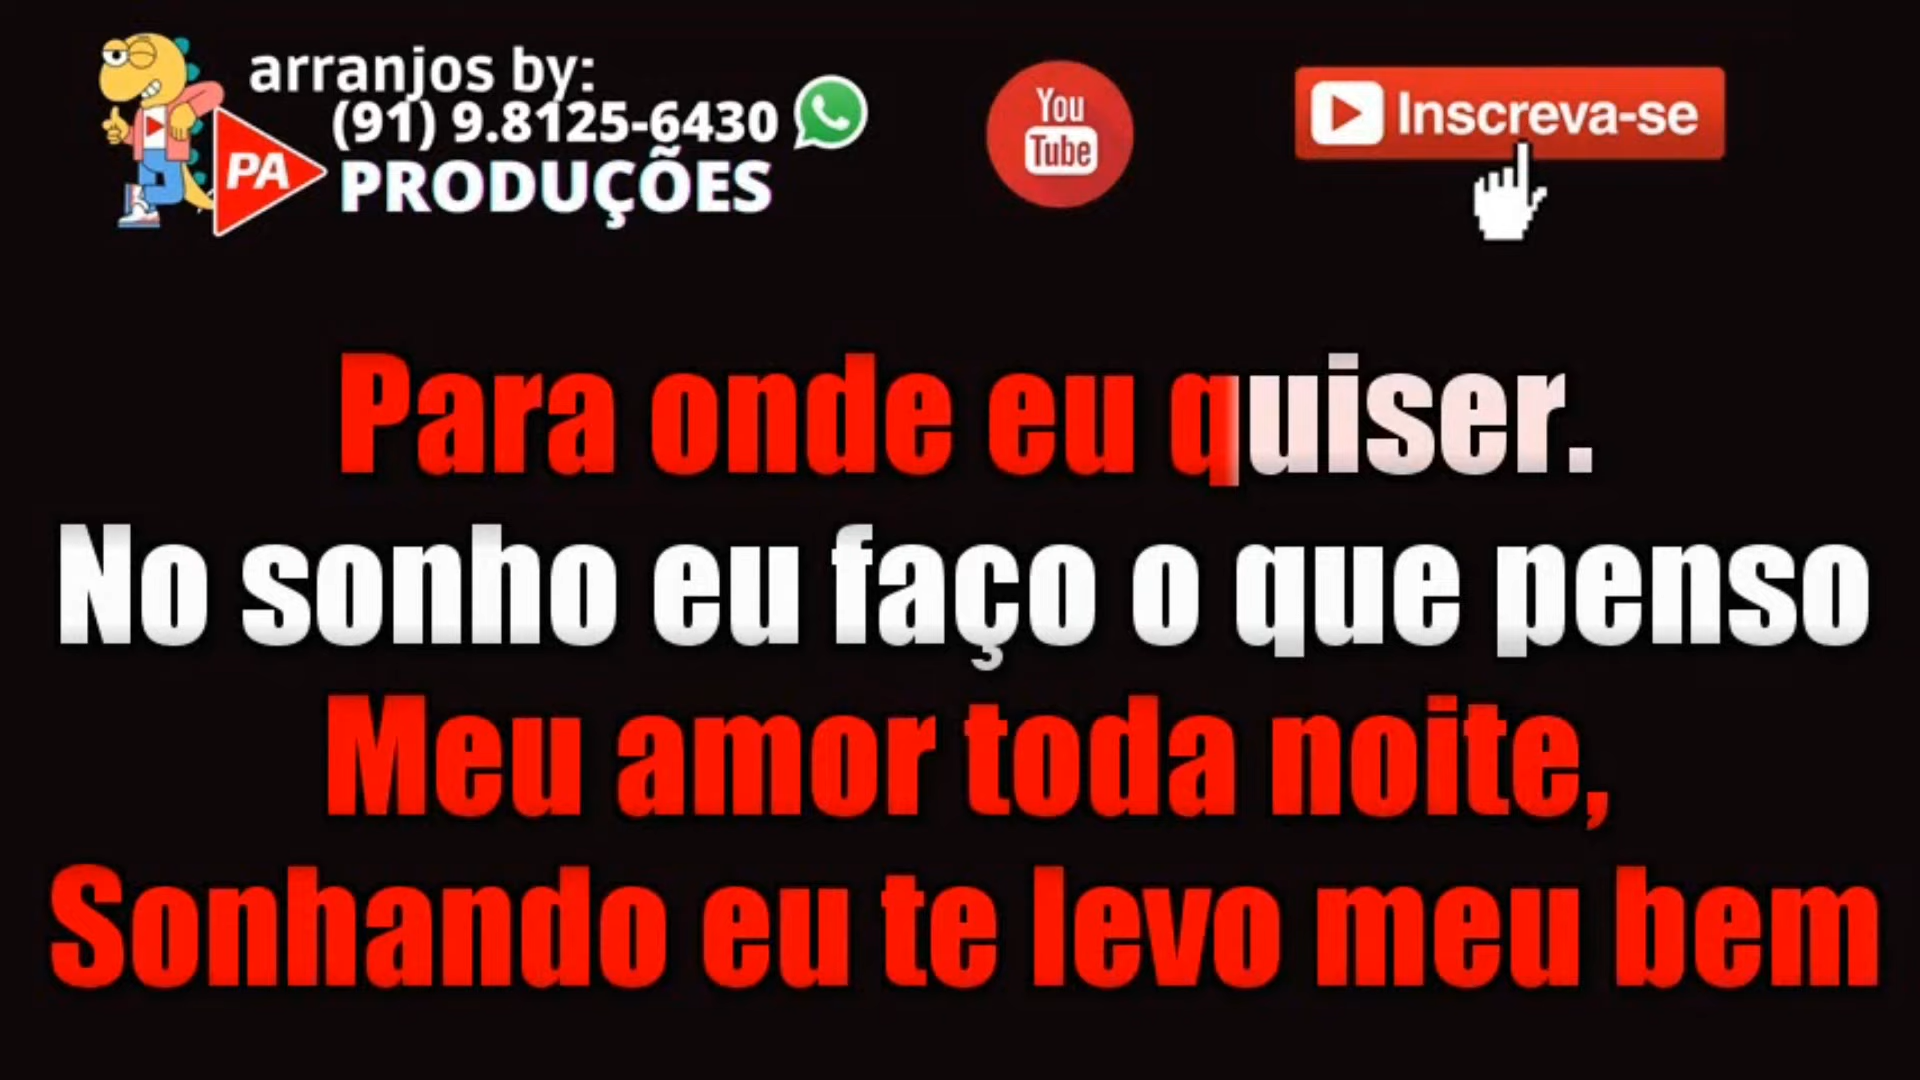 arranjos by:
(91) 9.8125-6430
PA PRODUÇÕES
You
Tube
Inscreva-se
Para onde eu quiser.
No sonho eu faço o que penso
Meu amor toda noite,
Sonhando eu te levo meu bem